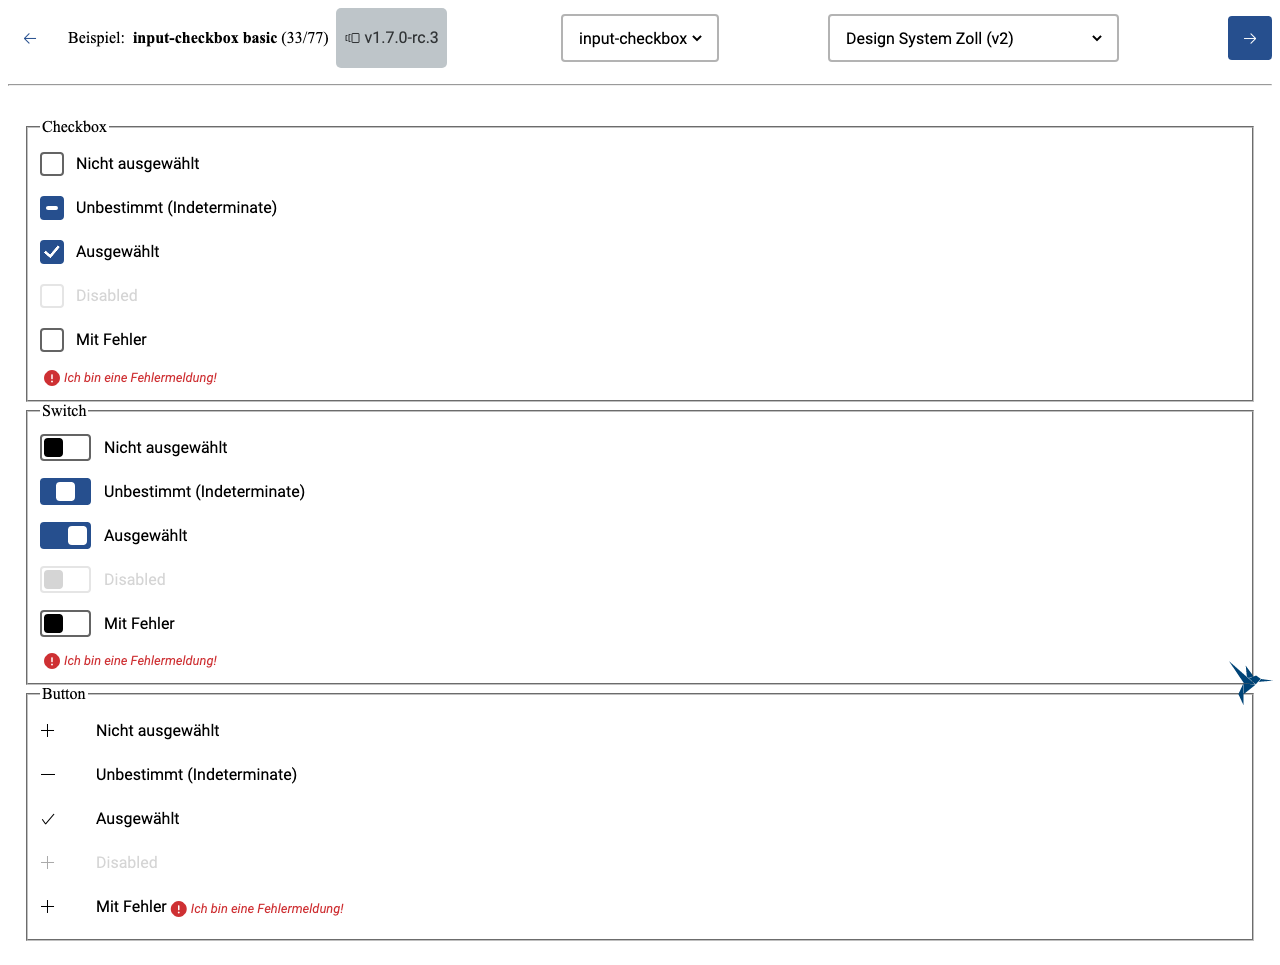 Beispiel: input-checkbox basic (33/77) v1.7.0-rc.3 input-checkbox Design System Zoll (v2)
Checkbox
Nicht ausgewählt
Unbestimmt (Indeterminate)
Ausgewählt
Disabled
Mit Fehler
Ich bin eine Fehlermeldung!
Switch
Nicht ausgewählt
Unbestimmt (Indeterminate)
Ausgewählt
Disabled
Mit Fehler
Ich bin eine Fehlermeldung!
Button
Nicht ausgewählt
Unbestimmt (Indeterminate)
Ausgewählt
Disabled
Mit Fehler Ich bin eine Fehlermeldung!